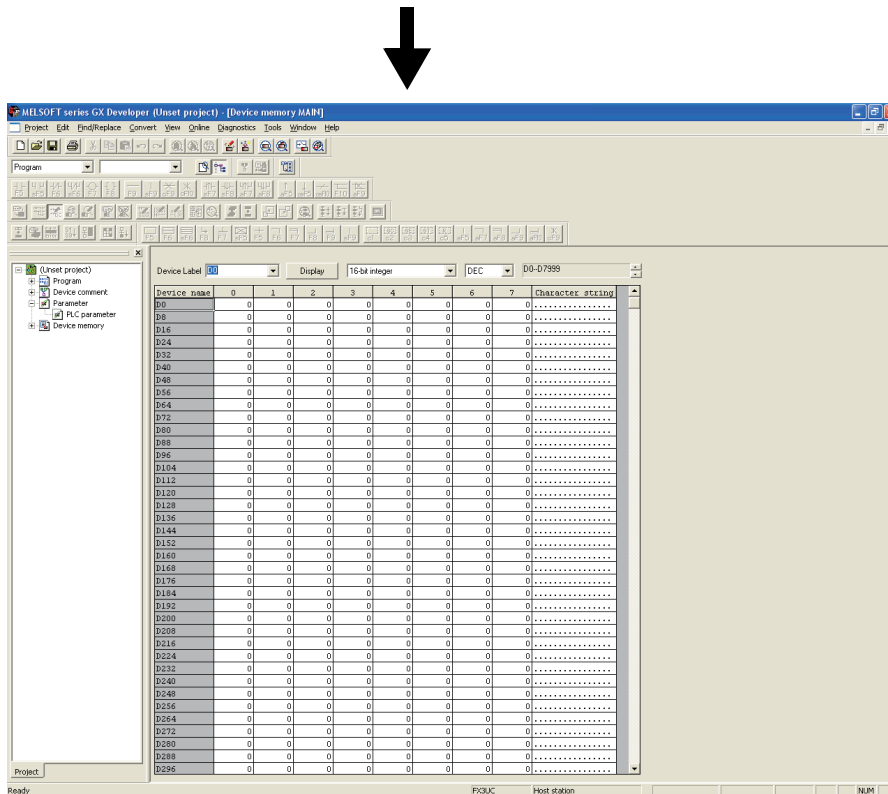 MELSOFT series GX Developer (Unset project) - [Device memory MAIN]
Project Edit Find/Replace Convert View Online Diagnostics Tools Window Help
Program
(Unset project)
Program
Device comment
Parameter
PLC parameter
Device memory
Project
Device Label D0 Display 16-bit integer DEC D0-D7999
Device name 0 1 2 3 4 5 6 7 Character string
D0 0 0 0 0 0 0 0 0 ................
D8 0 0 0 0 0 0 0 0 ................
D16 0 0 0 0 0 0 0 0 ................
D24 0 0 0 0 0 0 0 0 ................
D32 0 0 0 0 0 0 0 0 ................
D40 0 0 0 0 0 0 0 0 ................
D48 0 0 0 0 0 0 0 0 ................
D56 0 0 0 0 0 0 0 0 ................
D64 0 0 0 0 0 0 0 0 ................
D72 0 0 0 0 0 0 0 0 ................
D80 0 0 0 0 0 0 0 0 ................
D88 0 0 0 0 0 0 0 0 ................
D96 0 0 0 0 0 0 0 0 ................
D104 0 0 0 0 0 0 0 0 ................
D112 0 0 0 0 0 0 0 0 ................
D120 0 0 0 0 0 0 0 0 ................
D128 0 0 0 0 0 0 0 0 ................
D136 0 0 0 0 0 0 0 0 ................
D144 0 0 0 0 0 0 0 0 ................
D152 0 0 0 0 0 0 0 0 ................
D160 0 0 0 0 0 0 0 0 ................
D168 0 0 0 0 0 0 0 0 ................
D176 0 0 0 0 0 0 0 0 ................
D184 0 0 0 0 0 0 0 0 ................
D192 0 0 0 0 0 0 0 0 ................
D200 0 0 0 0 0 0 0 0 ................
D208 0 0 0 0 0 0 0 0 ................
D216 0 0 0 0 0 0 0 0 ................
D224 0 0 0 0 0 0 0 0 ................
D232 0 0 0 0 0 0 0 0 ................
D240 0 0 0 0 0 0 0 0 ................
D248 0 0 0 0 0 0 0 0 ................
D256 0 0 0 0 0 0 0 0 ................
D264 0 0 0 0 0 0 0 0 ................
D272 0 0 0 0 0 0 0 0 ................
D280 0 0 0 0 0 0 0 0 ................
D288 0 0 0 0 0 0 0 0 ................
D296 0 0 0 0 0 0 0 0 ................
Ready FX3UC Host station NUM